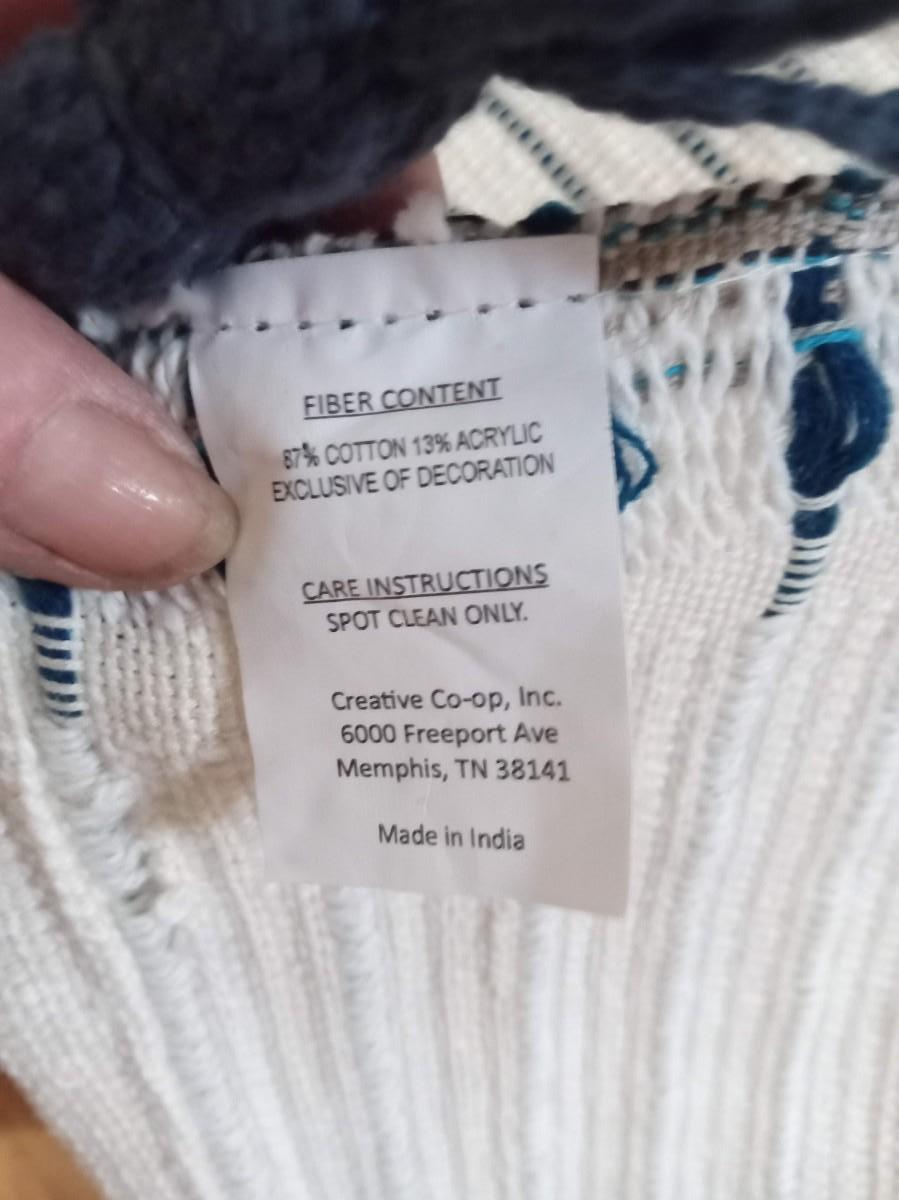 FIBER CONTENT
87% COTTON 13% ACRYLIC
EXCLUSIVE OF DECORATION
CARE INSTRUCTIONS
SPOT CLEAN ONLY.
Creative Co-op, Inc.
6000 Freeport Ave
Memphis, TN 38141
Made in India